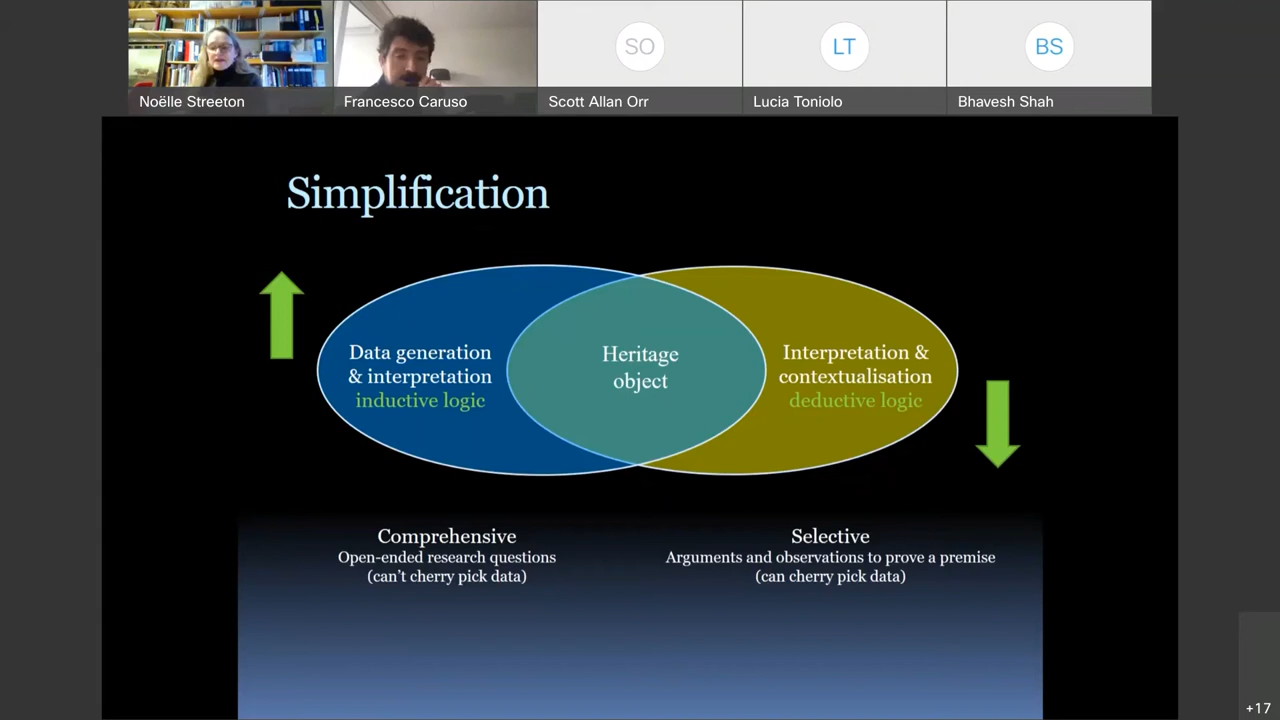 SO
LT
BS
Noëlle Streeton
Francesco Caruso
Scott Allan Orr
Lucia Toniolo
Bhavesh Shah
Simplification
Data generation
& interpretation
inductive logic
Heritage
object
Interpretation &
contextualisation
deductive logic
Comprehensive
Open-ended research questions
(can't cherry pick data)
Selective
Arguments and observations to prove a premise
(can cherry pick data)
+17